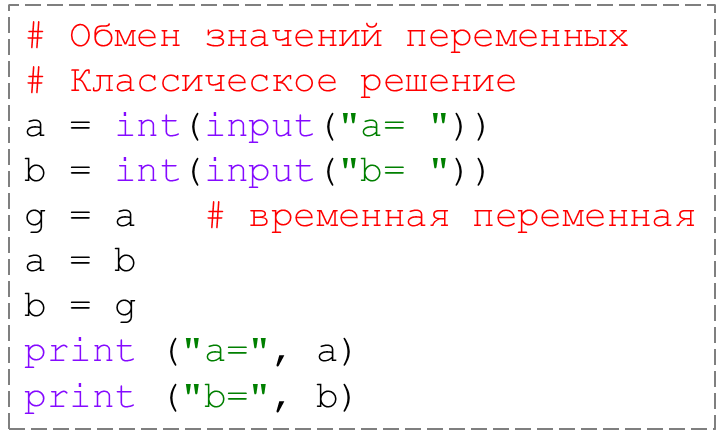 # Обмен значений переменных
# Классическое решение
a = int(input("a= "))
b = int(input("b= "))
g = a   # временная переменная
a = b
b = g
print ("a=", a)
print ("b=", b)